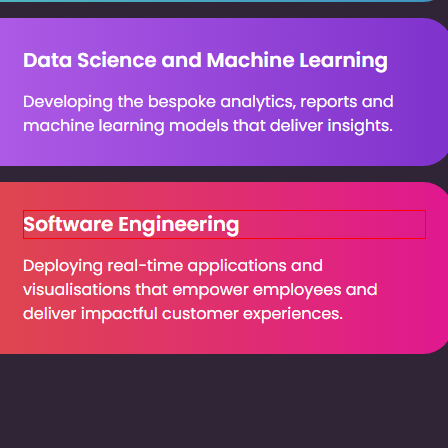 Data Science and Machine Learning
Developing the bespoke analytics, reports and
machine learning models that deliver insights.
Software Engineering
Deploying real-time applications and
visualisations that empower employees and
deliver impactful customer experiences.